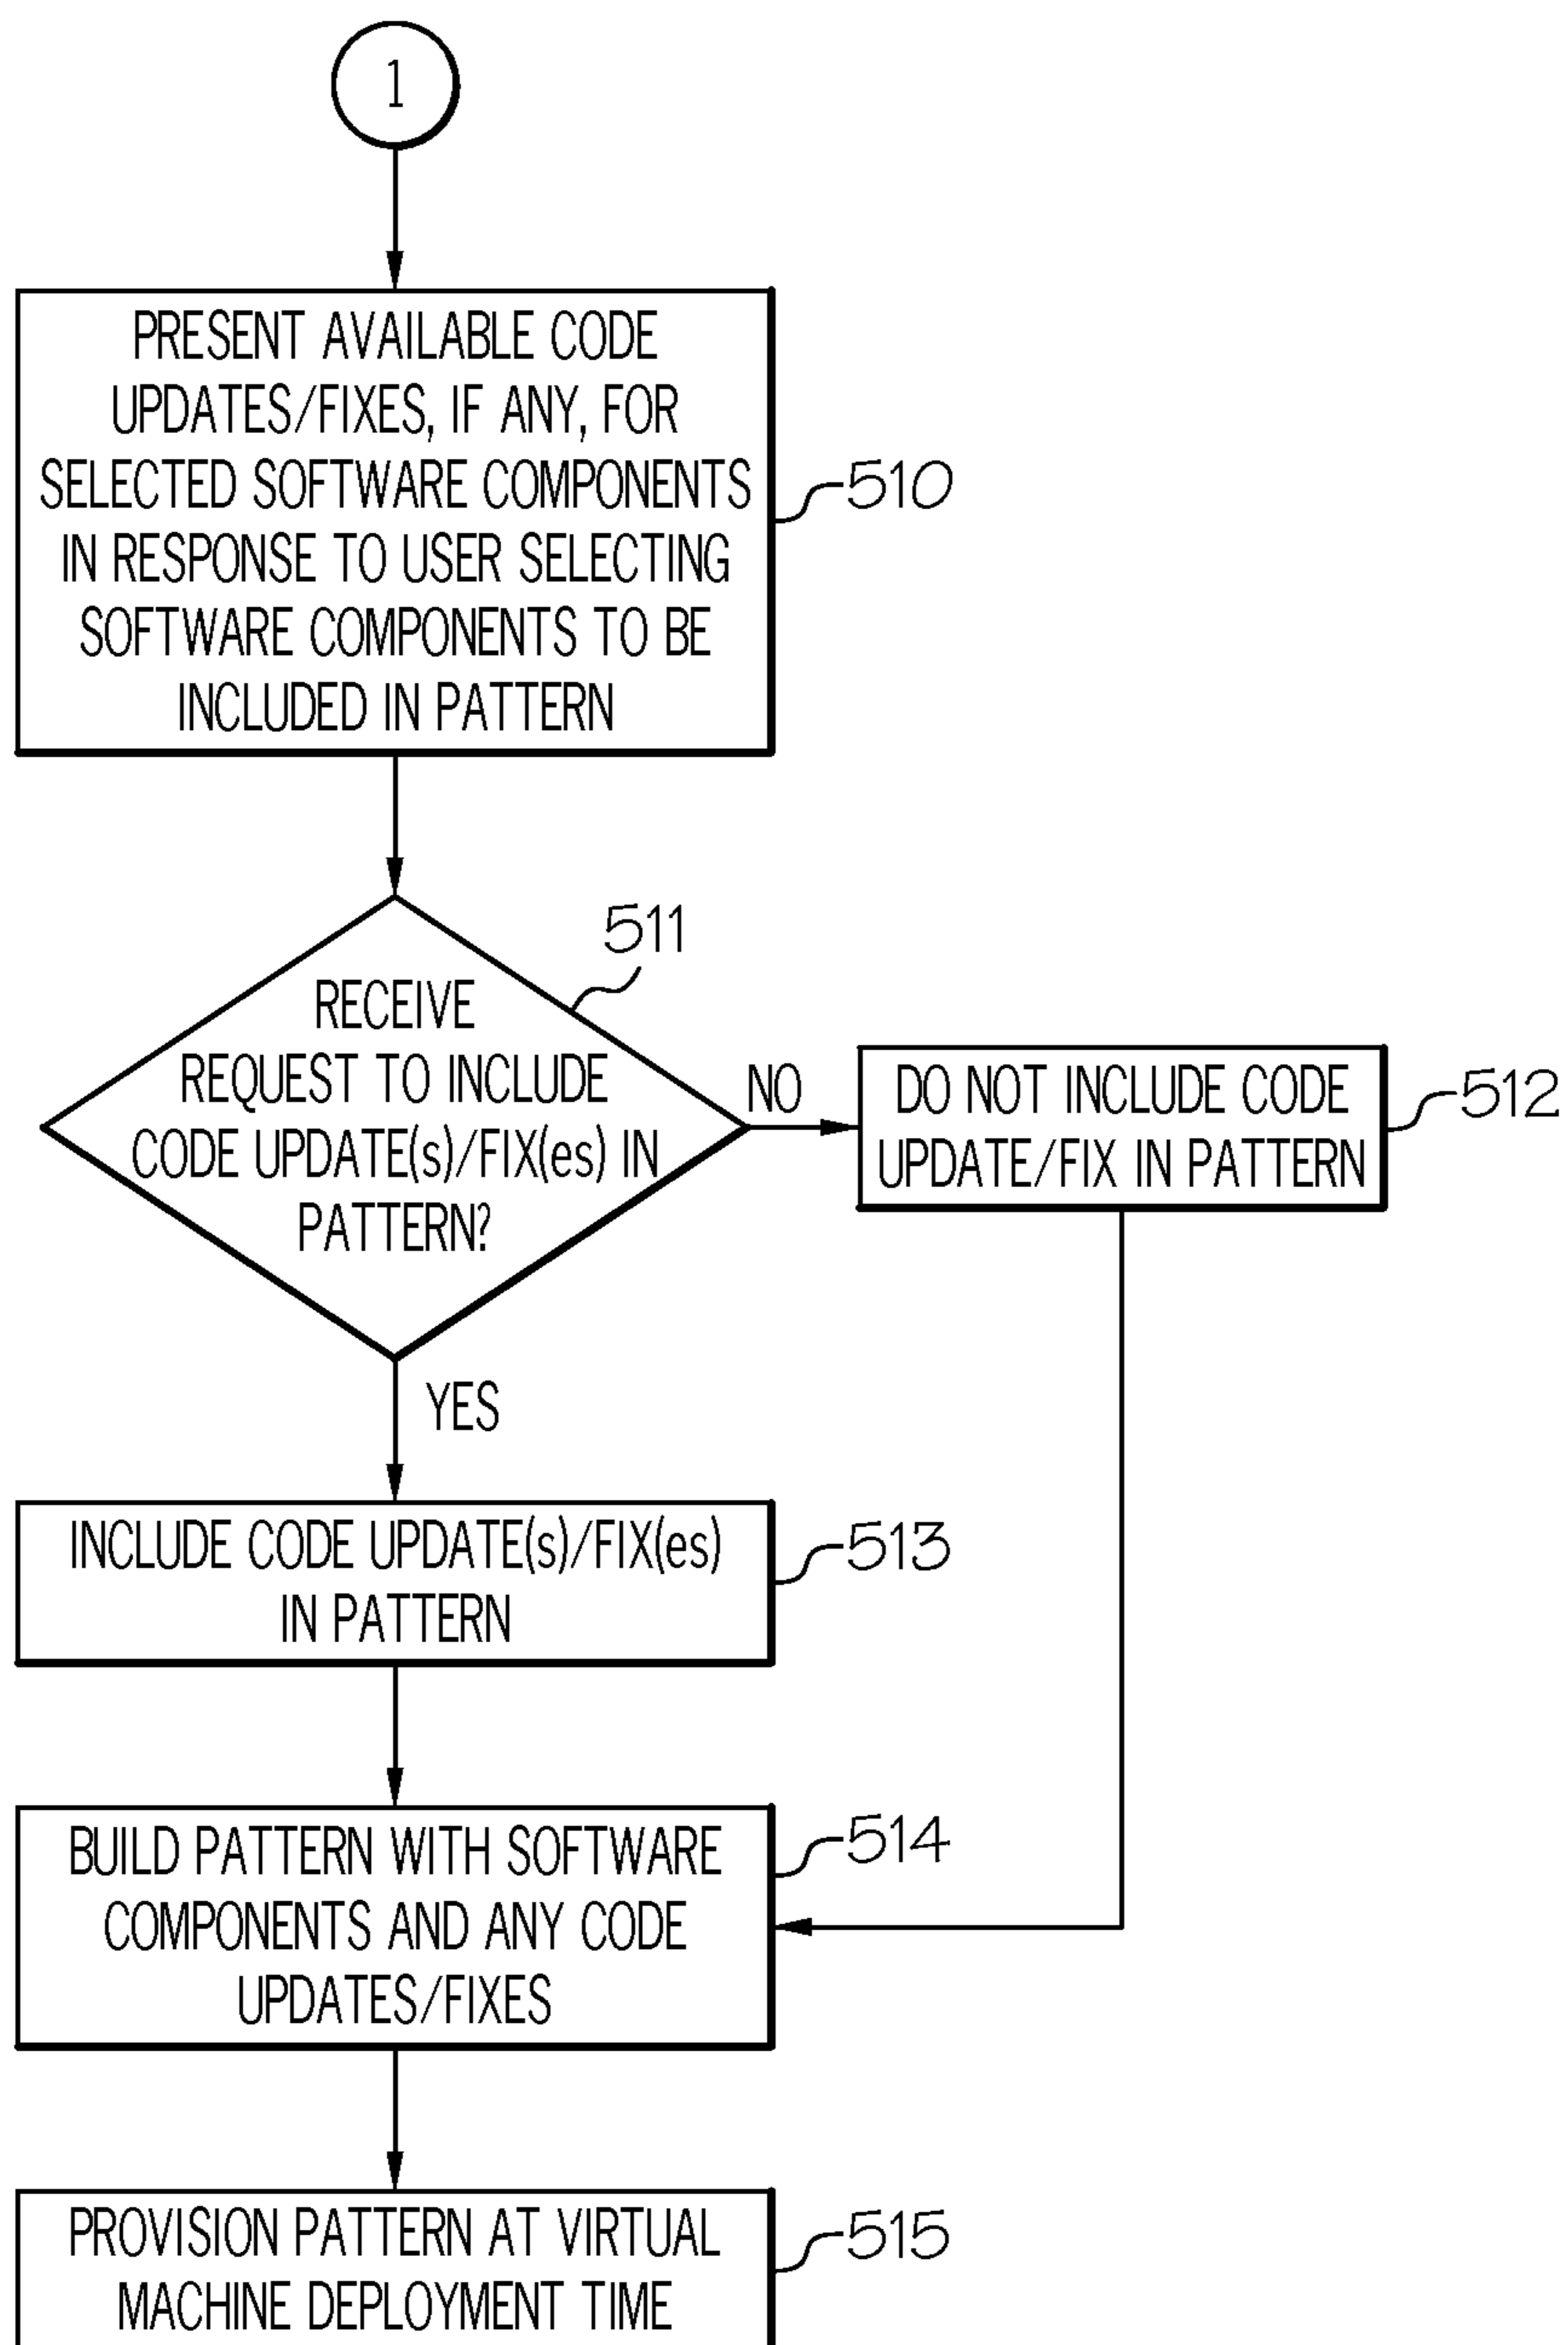 1
PRESENT AVAILABLE CODE
UPDATES/FIXES, IF ANY, FOR
SELECTED SOFTWARE COMPONENTS
IN RESPONSE TO USER SELECTING
SOFTWARE COMPONENTS TO BE
INCLUDED IN PATTERN
510
511
RECEIVE
REQUEST TO INCLUDE
CODE UPDATE(s)/FIX(es) IN
PATTERN?
NO
DO NOT INCLUDE CODE
UPDATE/FIX IN PATTERN
512
YES
INCLUDE CODE UPDATE(s)/FIX(es)
IN PATTERN
513
BUILD PATTERN WITH SOFTWARE
COMPONENTS AND ANY CODE
UPDATES/FIXES
514
PROVISION PATTERN AT VIRTUAL
MACHINE DEPLOYMENT TIME
515